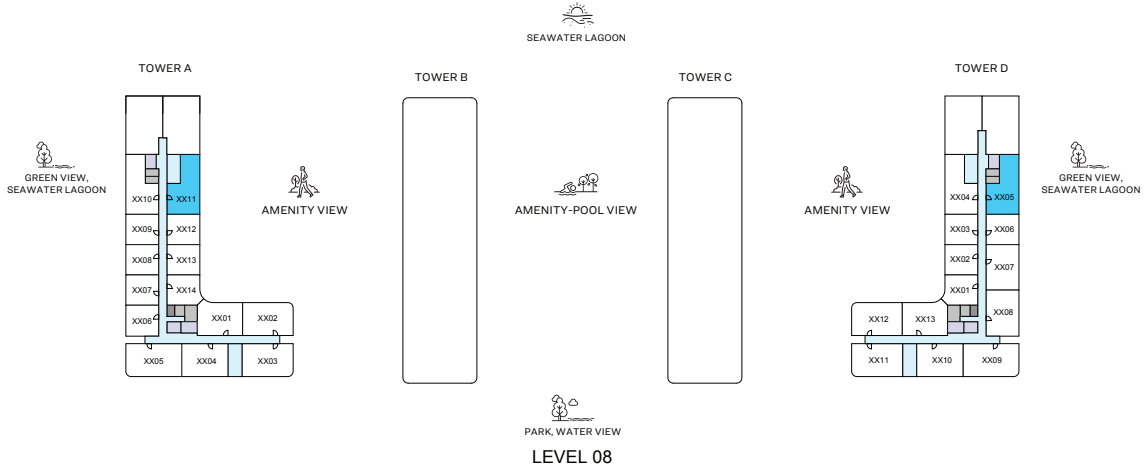 SEAWATER LAGOON
TOWER A
TOWER B
TOWER C
TOWER D
GREEN VIEW,
SEAWATER LAGOON
AMENITY VIEW
AMENITY-POOL VIEW
AMENITY VIEW
GREEN VIEW,
SEAWATER LAGOON
XX10 XX11
XX09 XX12
XX08 XX13
XX07 XX14
XX06
XX01 XX02
XX05 XX04 XX03
XX04 XX05
XX03 XX06
XX02 XX07
XX01
XX08
XX12 XX13
XX11 XX10 XX09
PARK, WATER VIEW
LEVEL 08